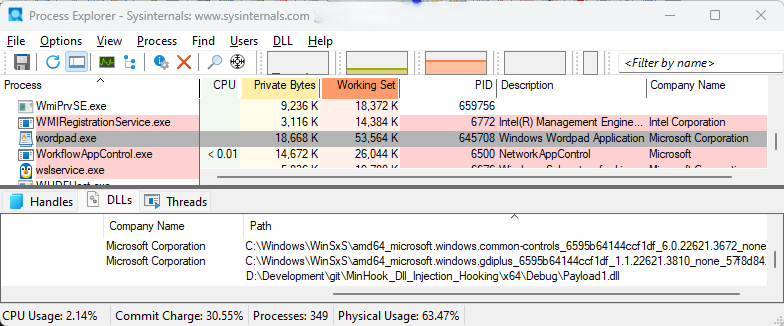 Process Explorer - Sysinternals: www.sysinternals.com
File Options View Process Find Users DLL Help
<Filter by name>
Process CPU Private Bytes Working Set PID Description Company Name
WmiPrvSE.exe 9,236 K 18,372 K 659756
WMIRegistrationService.exe 3,116 K 14,384 K 6772 Intel(R) Management Engine... Intel Corporation
wordpad.exe 18,668 K 53,564 K 645708 Windows Wordpad Application Microsoft Corporation
WorkflowAppControl.exe < 0.01 14,672 K 26,044 K 6500 NetworkAppControl Microsoft
wslservice.exe
Handles DLLs Threads
Company Name Path
Microsoft Corporation C:\Windows\WinSxS\amd64_microsoft.windows.common-controls_6595b64144ccf1df_6.0.22621.3672_none
Microsoft Corporation C:\Windows\WinSxS\amd64_microsoft.windows.gdiplus_6595b64144ccf1df_1.1.22621.3810_none_57f8d84
D:\Development\git\MinHook_Dll_Injection_Hooking\x64\Debug\Payload1.dll
CPU Usage: 2.14% Commit Charge: 30.55% Processes: 349 Physical Usage: 63.47%